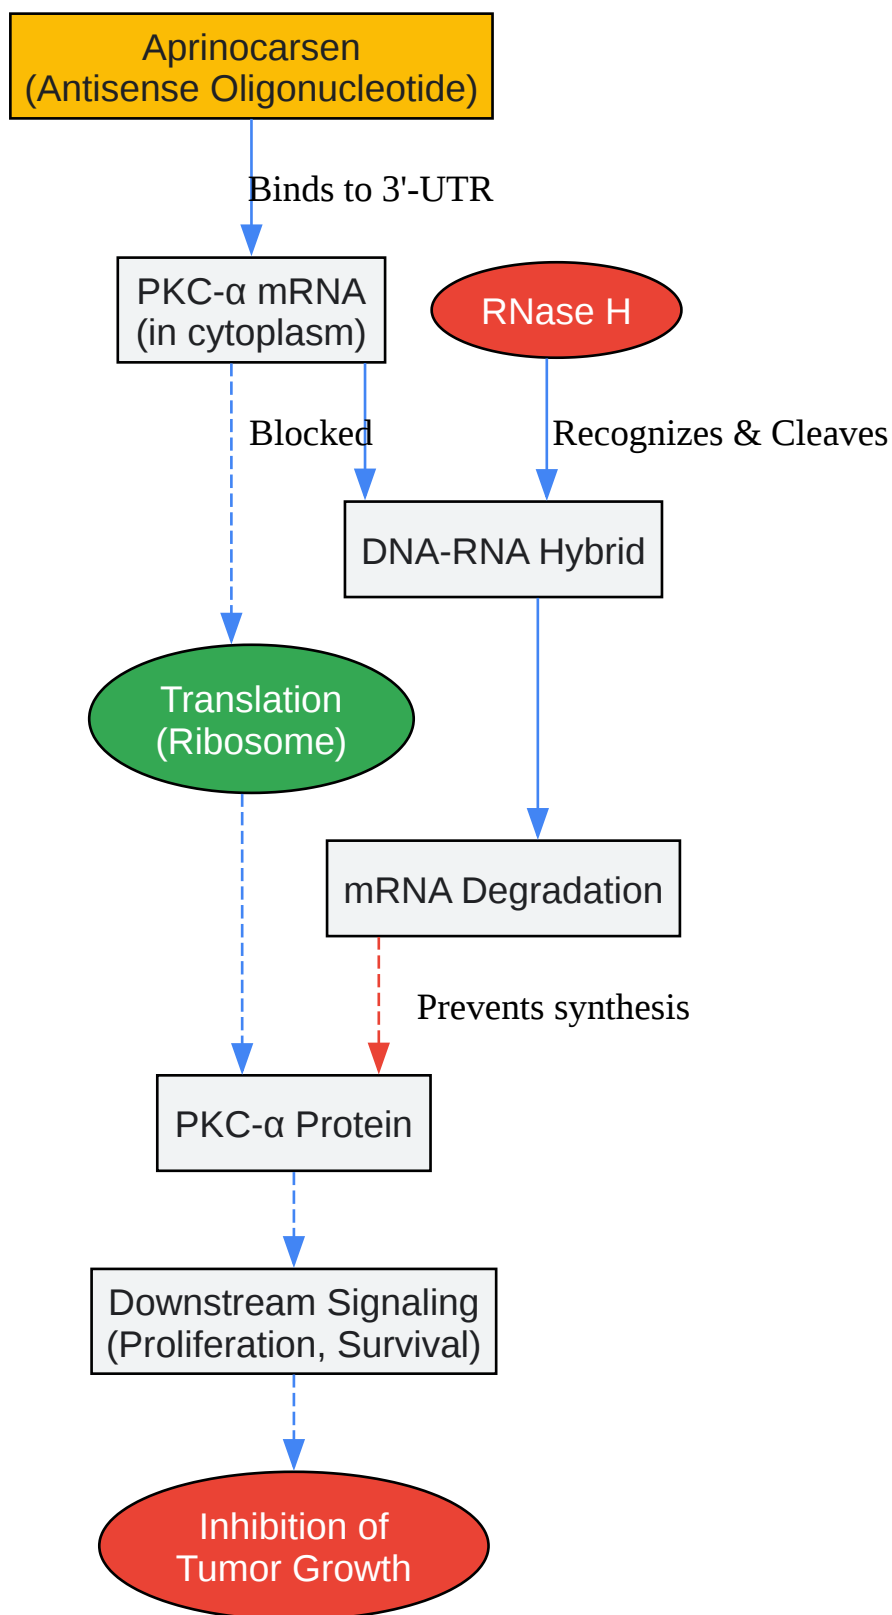 Aprinocarsen
(Antisense Oligonucleotide)
Binds to 3'-UTR
PKC-α mRNA
(in cytoplasm)
RNase H
Blocked
Recognizes & Cleaves
DNA-RNA Hybrid
Translation
(Ribosome)
mRNA Degradation
Prevents synthesis
PKC-α Protein
Downstream Signaling
(Proliferation, Survival)
Inhibition of
Tumor Growth